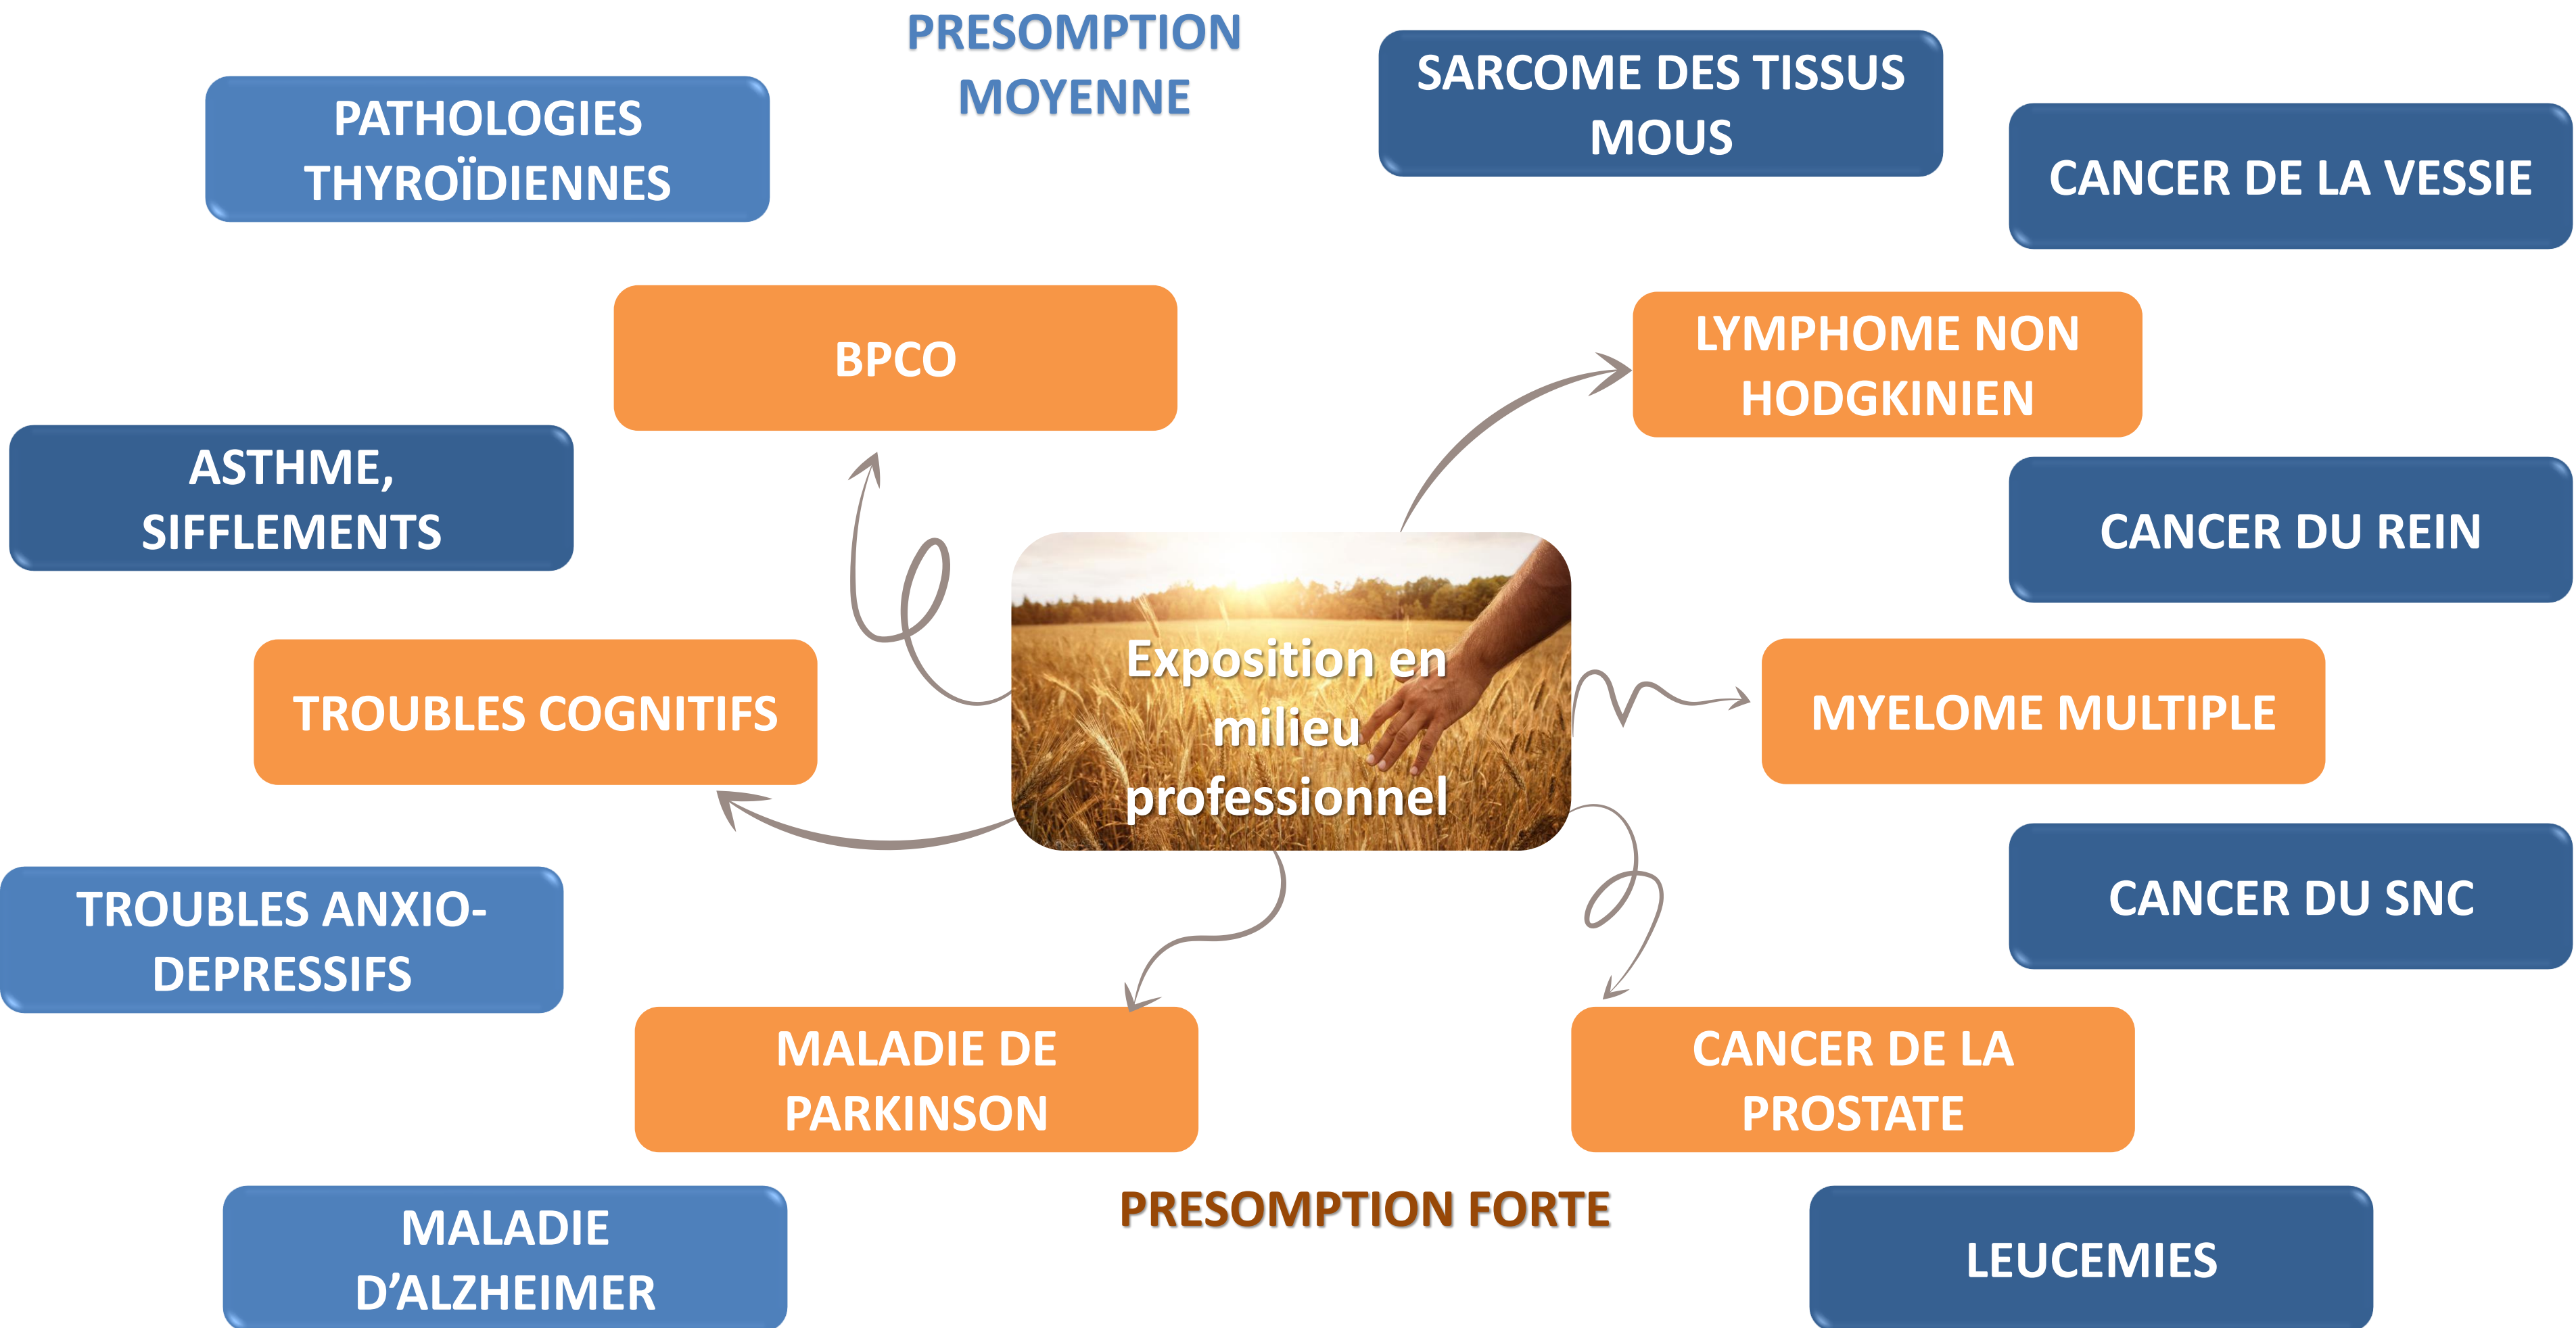 PRESOMPTION
MOYENNE
SARCOME DES TISSUS
MOUS
PATHOLOGIES
THYROÏDIENNES
CANCER DE LA VESSIE
BPCO
LYMPHOME NON
HODGKINIEN
ASTHME,
SIFFLEMENTS
CANCER DU REIN
Exposition en
milieu
professionnel
TROUBLES COGNITIFS
MYELOME MULTIPLE
TROUBLES ANXIO-
DEPRESSIFS
CANCER DU SNC
MALADIE DE
PARKINSON
CANCER DE LA
PROSTATE
PRESOMPTION FORTE
MALADIE
D’ALZHEIMER
LEUCEMIES